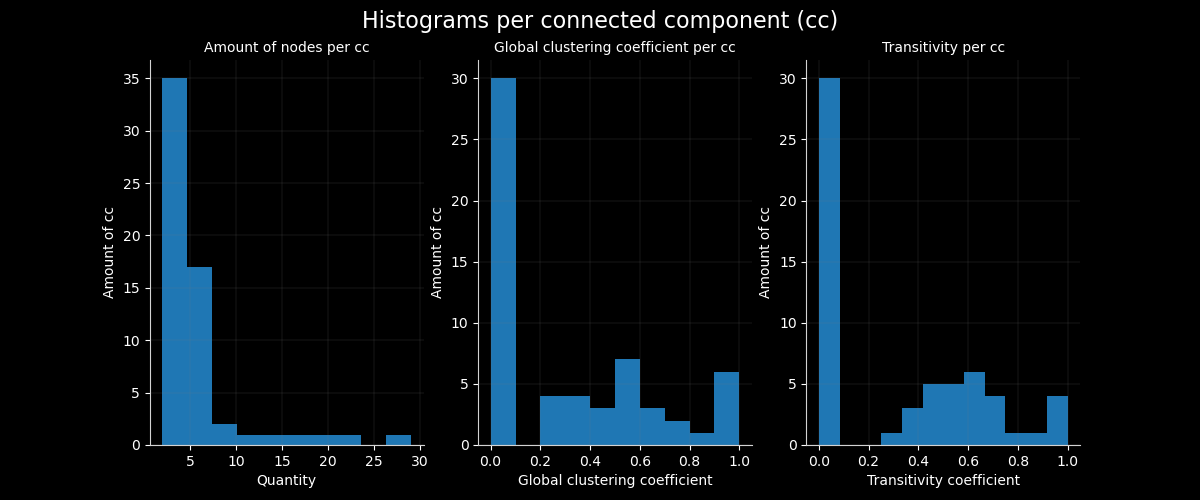 Histograms per connected component (cc)
Amount of nodes per cc
Amount of cc
35
30
25
20
15
10
5
0
5 10 15 20 25 30
Quantity
Global clustering coefficient per cc
Amount of cc
30
25
20
15
10
5
0
0.0 0.2 0.4 0.6 0.8 1.0
Global clustering coefficient
Transitivity per cc
Amount of cc
30
25
20
15
10
5
0
0.0 0.2 0.4 0.6 0.8 1.0
Transitivity coefficient